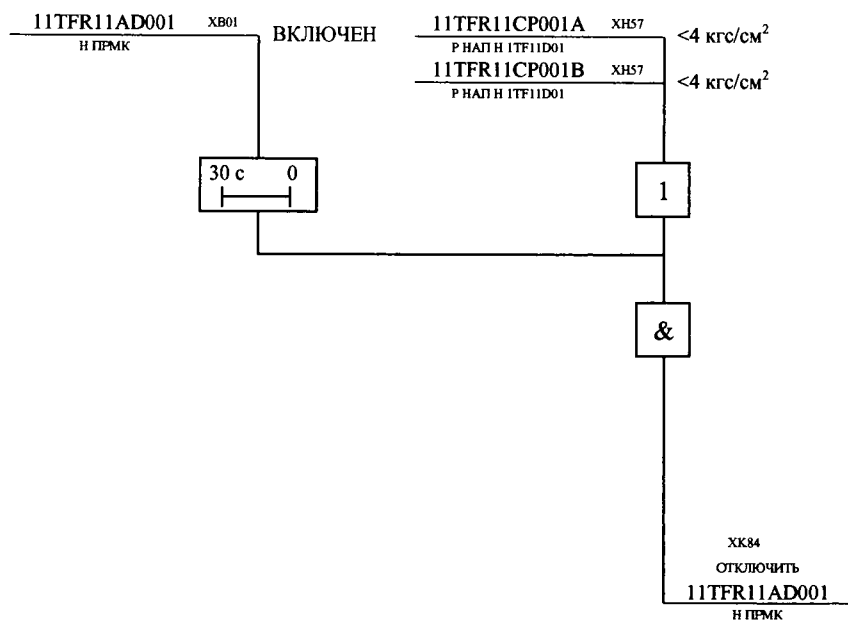 11TFR11AD001 XB01
Н ПРМК
ВКЛЮЧЕН
11TFR11CP001A XH57 <4 кгс/см²
Р НАП Н 1TF11D01
11TFR11CP001B XH57 <4 кгс/см²
Р НАП Н 1TF11D01
30 с 0
1
&
XK84
ОТКЛЮЧИТЬ
11TFR11AD001
Н ПРМК